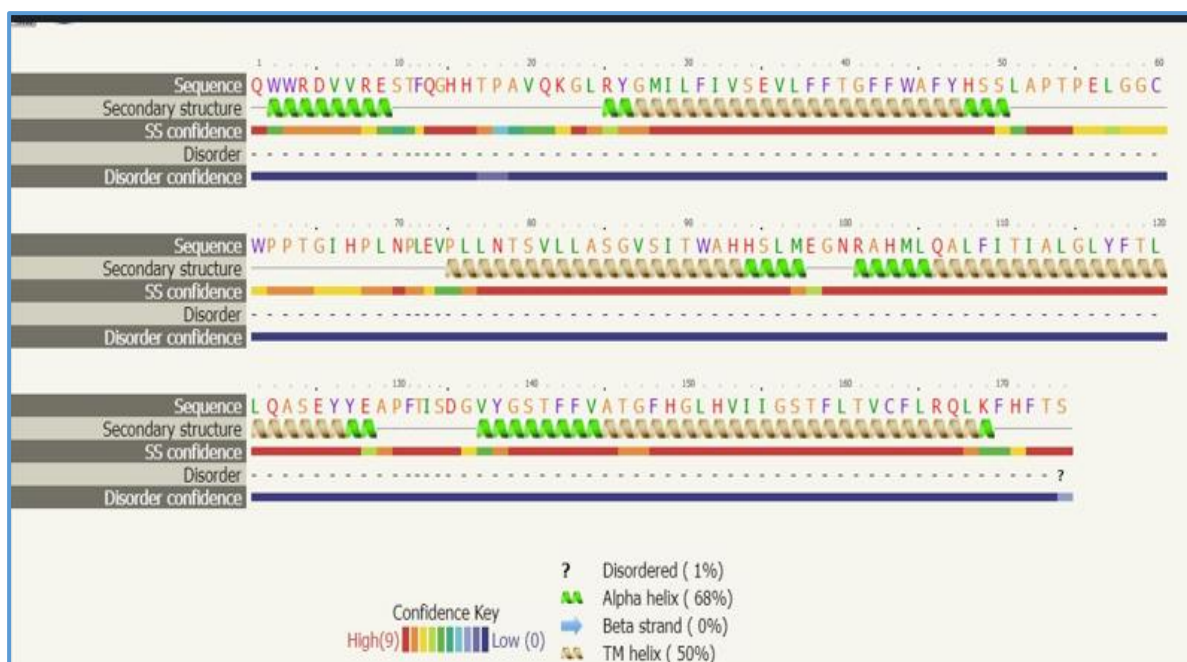 1 10 20 30 40 50 60
Sequence QWWRDVVRESTFQGHHTPAVQKGLRYGMILFIVSEVLFFTGFFWAFYHSSLAPTPELGGC
Secondary structure
SS confidence
Disorder
Disorder confidence
70 80 90 100 110 120
Sequence WPPTGIHPLNPLEVPLLNTSVLLASGVSITWAHHSLMEGNRAHMLQALFITIALGLYFTL
Secondary structure
SS confidence
Disorder
Disorder confidence
130 140 150 160 170
Sequence LQASEYYEAPFTISDGVYGSTFFVATGFHGLHVIIGSTFLTVCFLRQLKFHFTS
Secondary structure
SS confidence
Disorder ?
Disorder confidence
? Disordered ( 1%)
Alpha helix ( 68%)
Confidence Key
Beta strand ( 0%)
High(9) Low (0)
TM helix ( 50%)